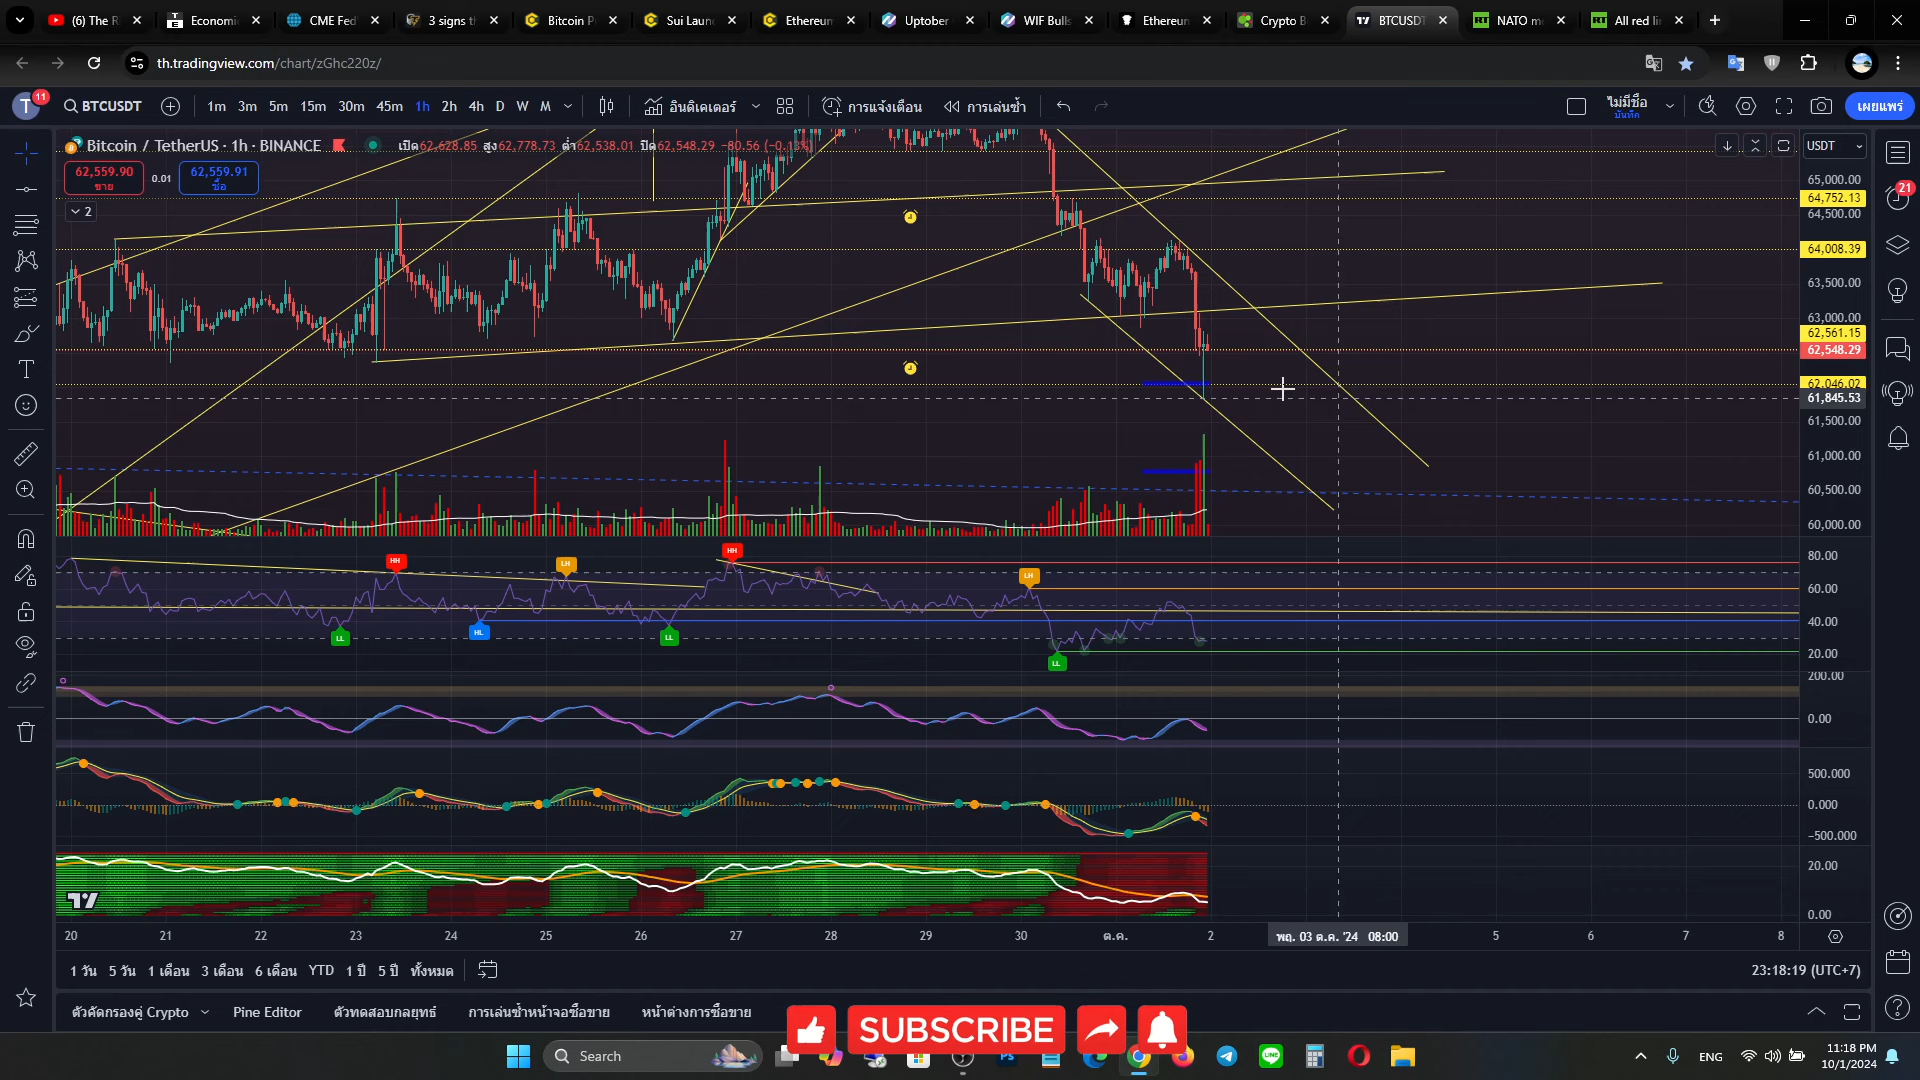 (6) The R
Economi
CME Fed
3 signs th
Bitcoin P
Sui Laun
Ethereum
Uptober
WIF Bulls
Ethereun
Crypto B
BTCUSDT
NATO m
All red li
th.tradingview.com/chart/zGhc220z/
T
11
BTCUSDT
1m 3m 5m 15m 30m 45m 1h 2h 4h D W M
อินดิเคเตอร์
การแจ้งเตือน
การเล่นซ้ำ
ไม่มีชื่อ
บันทึก
เผยแพร่
Bitcoin / TetherUS · 1h · BINANCE
เปิด62,628.85 สูง62,778.73 ต่ำ62,538.01 ปิด62,548.29 −80.56 (−0.13%)
USDT
62,559.90
ขาย
0.01
62,559.91
ซื้อ
2
65,000.00
64,752.13
64,500.00
64,008.39
63,500.00
63,000.00
62,561.15
62,548.29
62,046.02
61,845.53
61,500.00
61,000.00
60,500.00
60,000.00
21
HH
LH
HH
LH
LL
HL
LL
LL
80.00
60.00
40.00
20.00
200.00
0.00
500.000
0.000
−500.000
20.00
0.00
20 21 22 23 24 25 26 27 28 29 30 ต.ค. 2 พฤ. 03 ต.ค. '24 08:00 5 6 7 8
1 วัน 5 วัน 1 เดือน 3 เดือน 6 เดือน YTD 1 ปี 5 ปี ทั้งหมด
23:18:19 (UTC+7)
ตัวคัดกรองคู่ Crypto
Pine Editor
ตัวทดสอบกลยุทธ์
การเล่นซ้ำหน้าจอซื้อขาย
หน้าต่างการซื้อขาย
SUBSCRIBE
Search
Ps
LINE
ENG
11:18 PM
10/1/2024